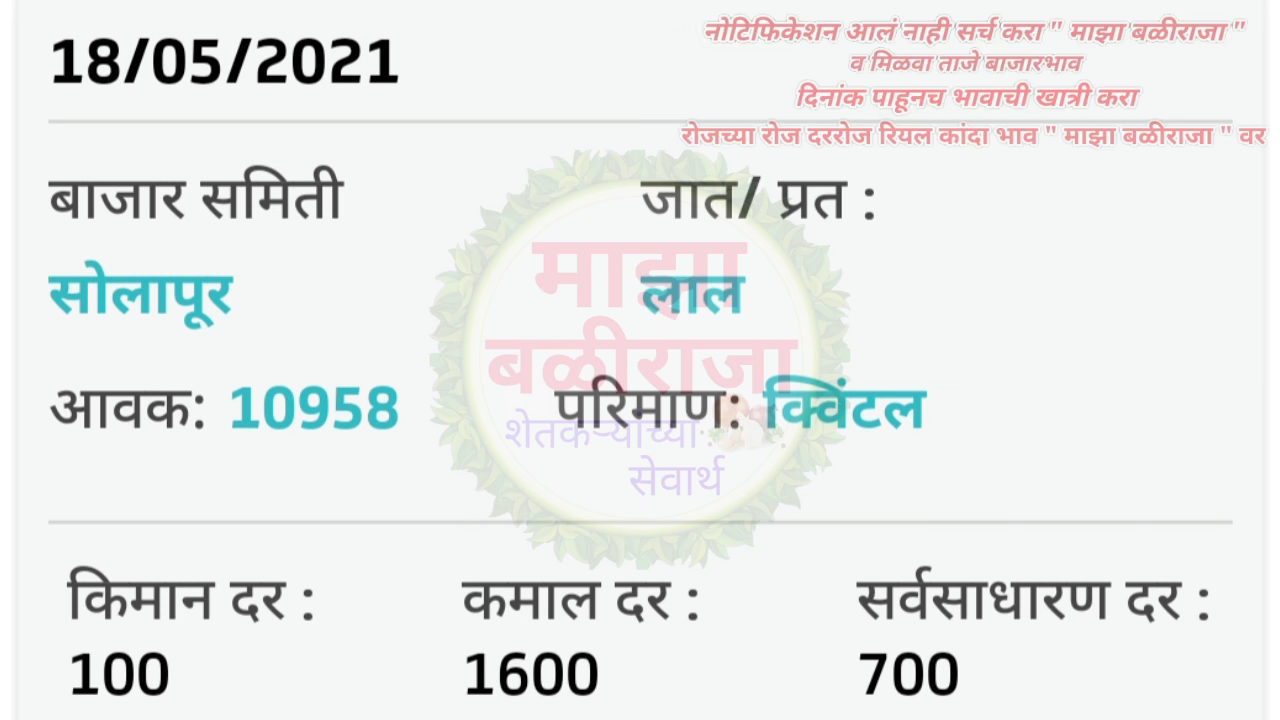 नोटिफिकेशन आलं नाही सर्च करा " माझा बळीराजा "
व मिळवा ताजे बाजारभाव
दिनांक पाहूनच भावाची खात्री करा
रोजच्या रोज दररोज रियल कांदा भाव " माझा बळीराजा " वर
18/05/2021
बाजार समिती जात/ प्रत :
सोलापूर लाल
माझा
बळीराजा
शेतकऱ्यांच्या
सेवार्थ
आवक: 10958 परिमाण: क्विंटल
किमान दर : कमाल दर : सर्वसाधारण दर :
100 1600 700